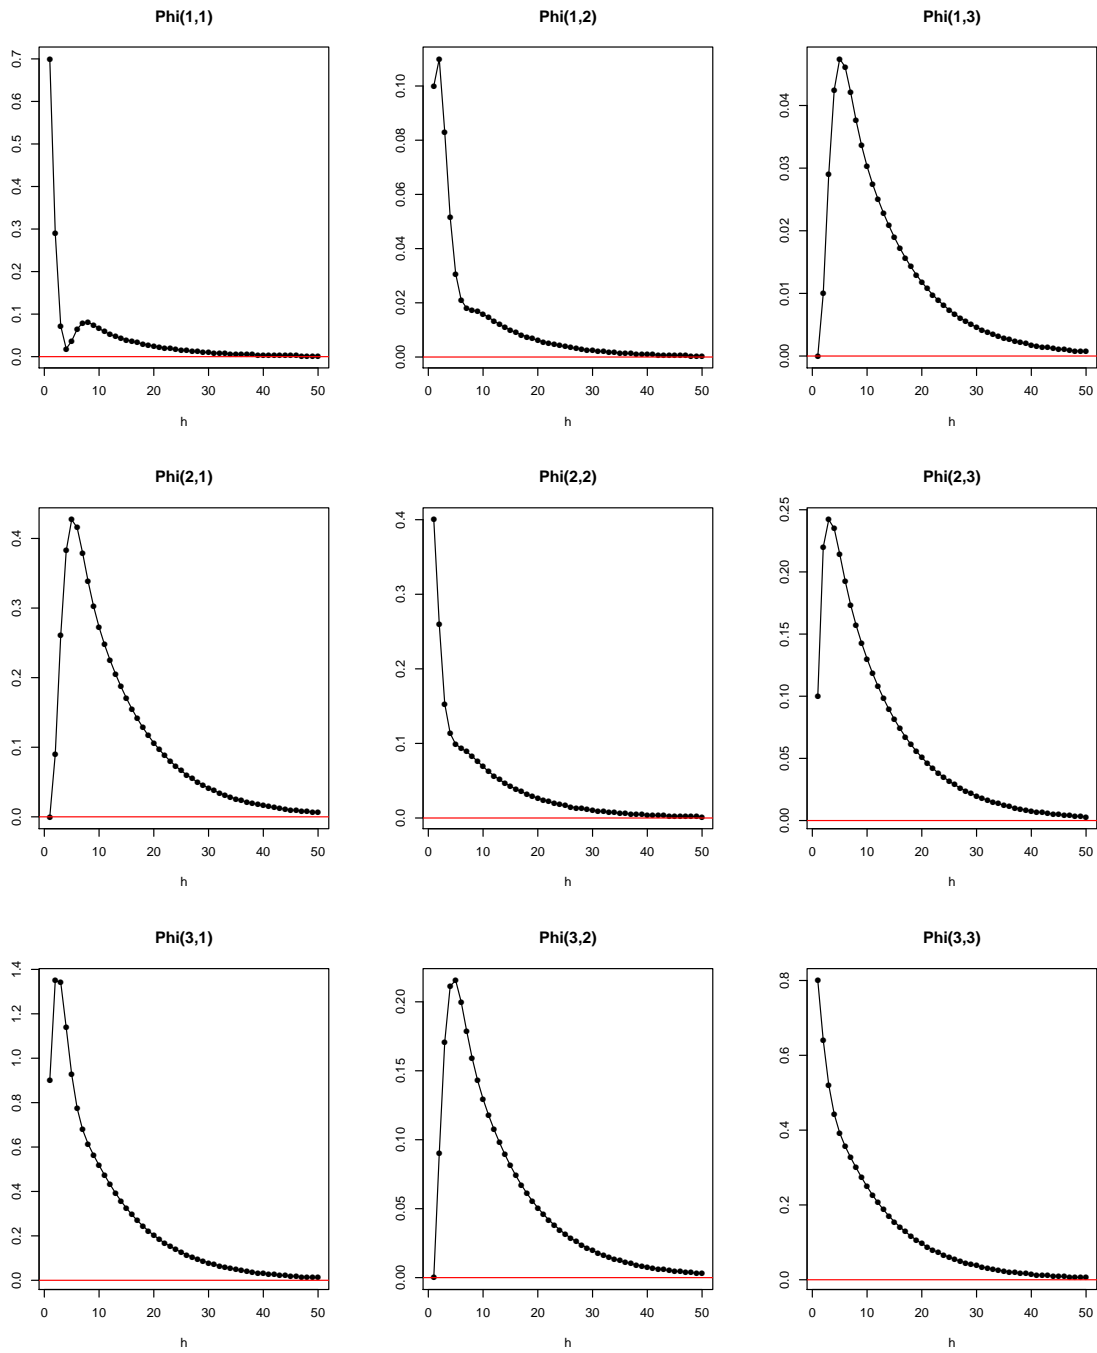 Phi(1,1) Phi(1,2) Phi(1,3)
0.0 0.1 0.2 0.3 0.4 0.5 0.6 0.7
0.00 0.02 0.04 0.06 0.08 0.10
0.00 0.01 0.02 0.03 0.04
0 10 20 30 40 50 0 10 20 30 40 50 0 10 20 30 40 50
h h h
Phi(2,1) Phi(2,2) Phi(2,3)
0.0 0.1 0.2 0.3 0.4
0.0 0.1 0.2 0.3 0.4
0.00 0.05 0.10 0.15 0.20 0.25
0 10 20 30 40 50 0 10 20 30 40 50 0 10 20 30 40 50
h h h
Phi(3,1) Phi(3,2) Phi(3,3)
0.0 0.2 0.4 0.6 0.8 1.0 1.2 1.4
0.00 0.05 0.10 0.15 0.20
0.0 0.2 0.4 0.6 0.8
0 10 20 30 40 50 0 10 20 30 40 50 0 10 20 30 40 50
h h h